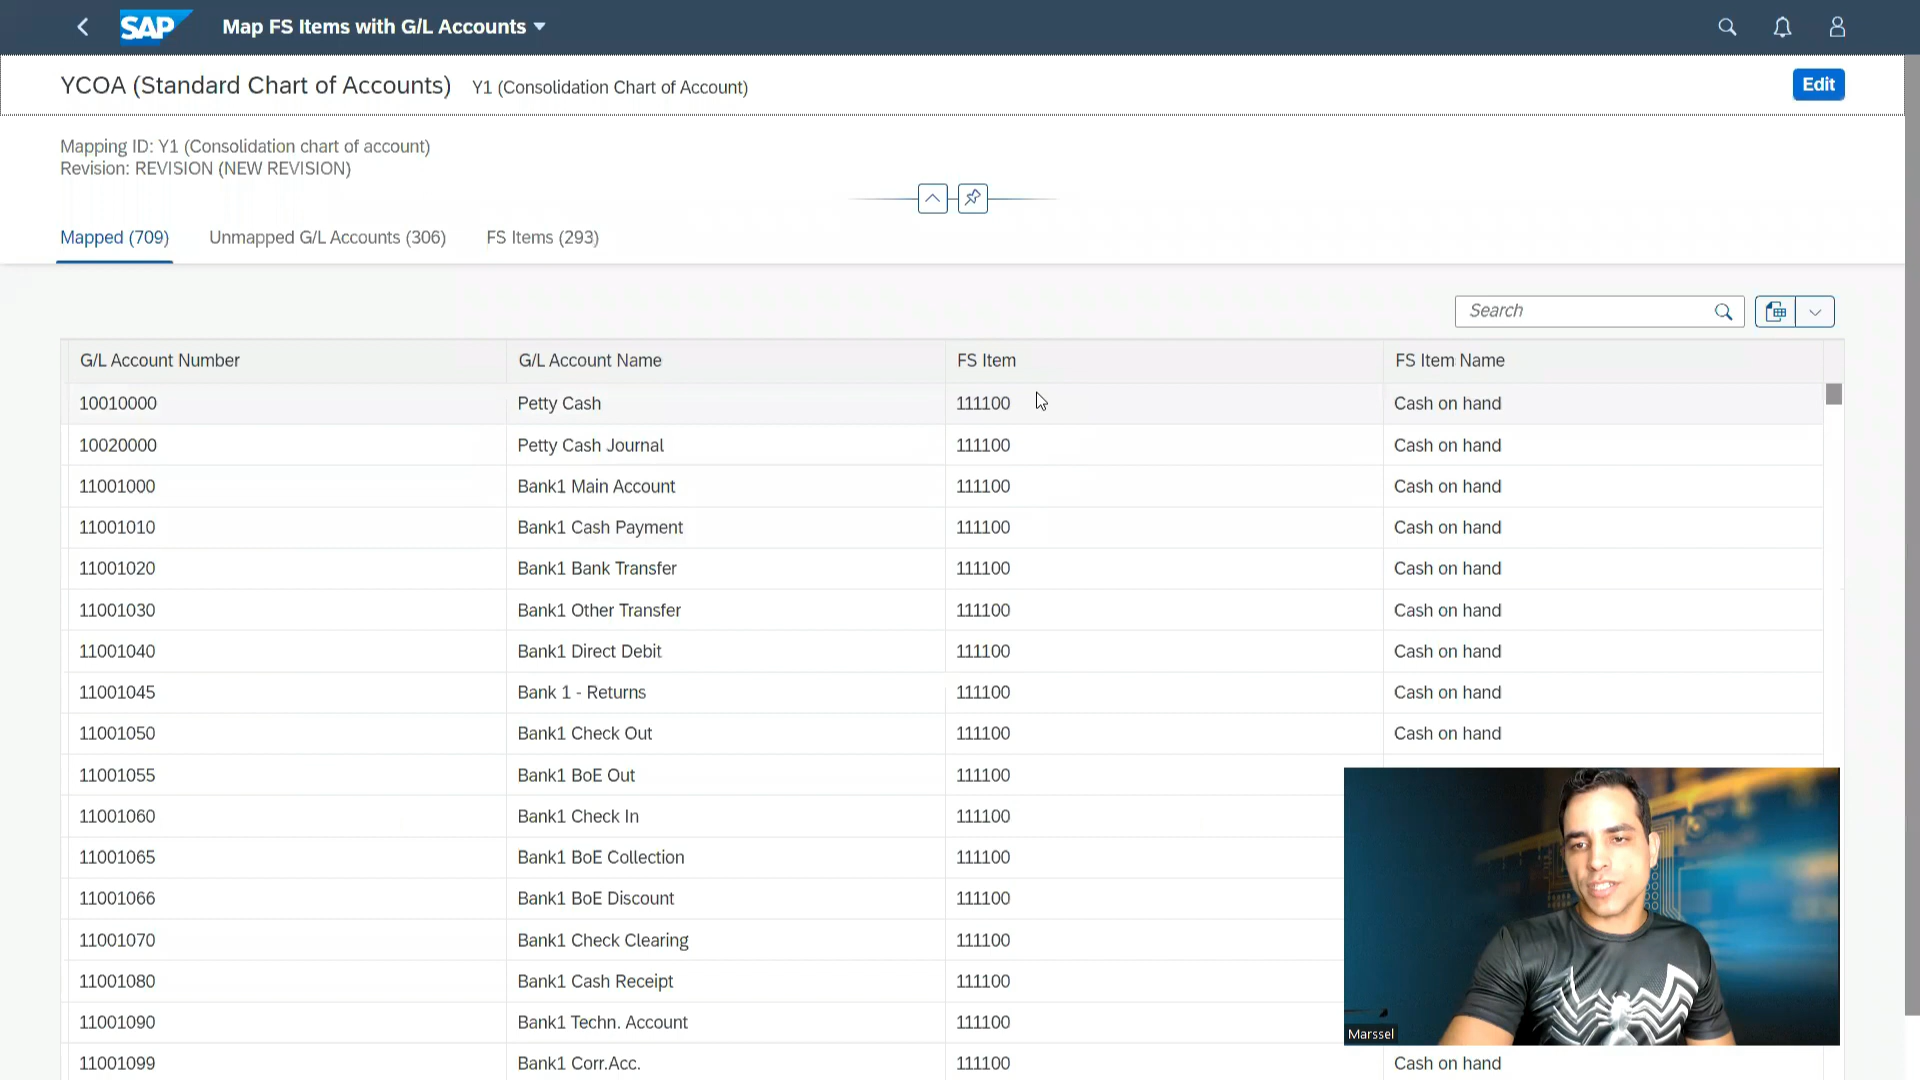 SAP Map FS Items with G/L Accounts
YCOA (Standard Chart of Accounts) Y1 (Consolidation Chart of Account) Edit
Mapping ID: Y1 (Consolidation chart of account)
Revision: REVISION (NEW REVISION)
Mapped (709) Unmapped G/L Accounts (306) FS Items (293)
Search
G/L Account Number G/L Account Name FS Item FS Item Name
10010000 Petty Cash 111100 Cash on hand
10020000 Petty Cash Journal 111100 Cash on hand
11001000 Bank1 Main Account 111100 Cash on hand
11001010 Bank1 Cash Payment 111100 Cash on hand
11001020 Bank1 Bank Transfer 111100 Cash on hand
11001030 Bank1 Other Transfer 111100 Cash on hand
11001040 Bank1 Direct Debit 111100 Cash on hand
11001045 Bank 1 - Returns 111100 Cash on hand
11001050 Bank1 Check Out 111100 Cash on hand
11001055 Bank1 BoE Out 111100
11001060 Bank1 Check In 111100
11001065 Bank1 BoE Collection 111100
11001066 Bank1 BoE Discount 111100
11001070 Bank1 Check Clearing 111100
11001080 Bank1 Cash Receipt 111100
11001090 Bank1 Techn. Account 111100
Marssel
11001099 Bank1 Corr.Acc. 111100 Cash on hand